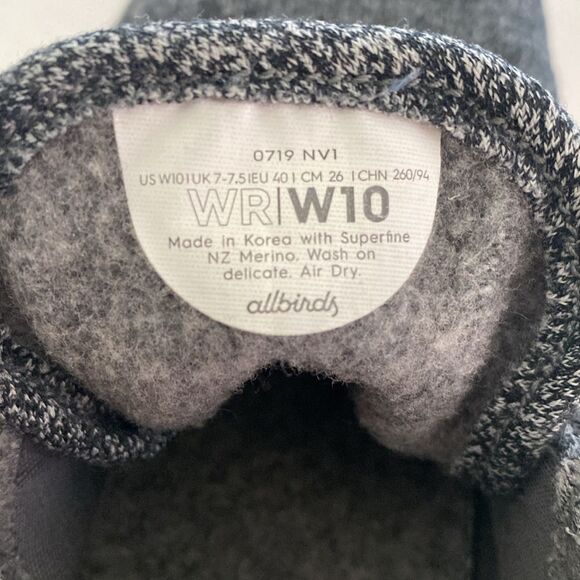 0719 NV1
US W10 | UK 7-7.5 | EU 40 | CM 26 | CHN 260/94
WR|W10
Made in Korea with Superfine
NZ Merino. Wash on
delicate. Air Dry.
allbirds